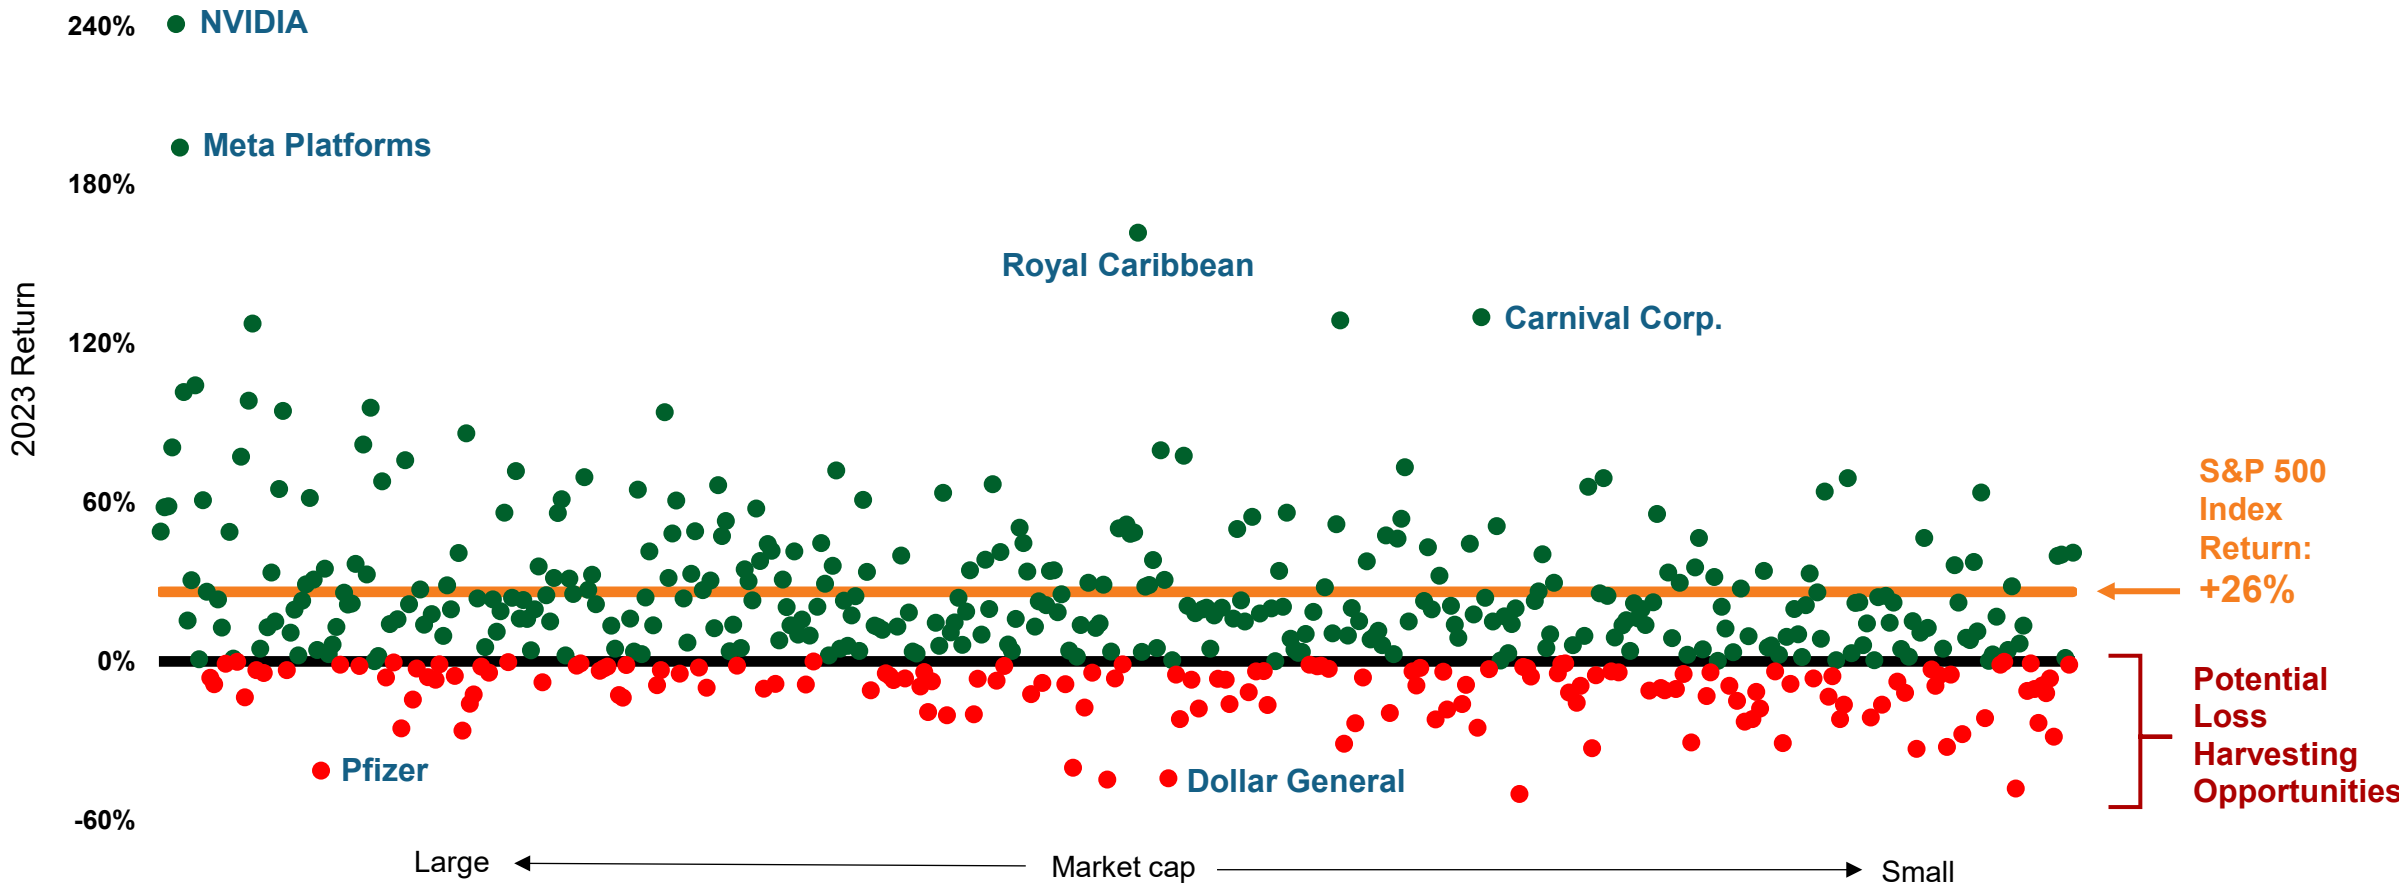 240%
NVIDIA
Meta Platforms
180%
Royal Caribbean
Carnival Corp.
120%
2023 Return
60%
S&P 500
Index
Return:
+26%
0%
Potential
Loss
Harvesting
Opportunities
Pfizer
Dollar General
-60%
Large
Market cap
Small